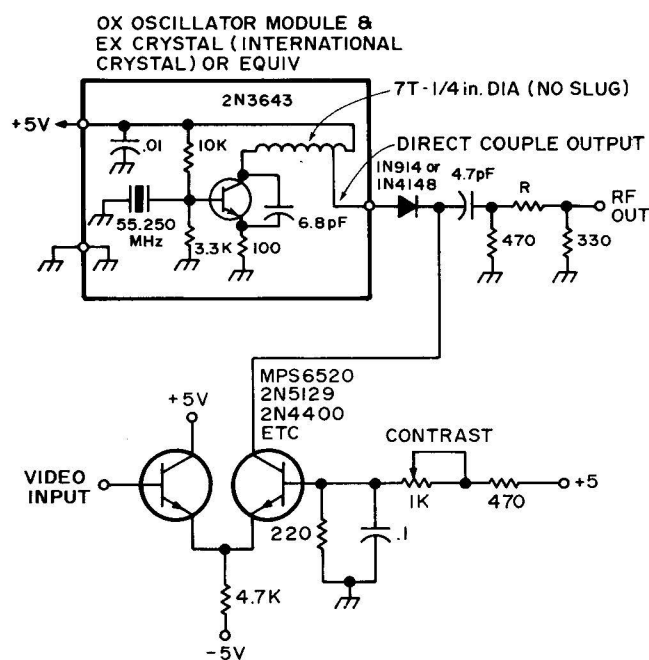 OX OSCILLATOR MODULE &
EX CRYSTAL (INTERNATIONAL
CRYSTAL) OR EQUIV
2N3643
7T-1/4 in. DIA (NO SLUG)
+5V
DIRECT COUPLE OUTPUT
.01
10K
1N914 or
1N4148
4.7pF
R
RF
OUT
55.250
MHz
6.8pF
3.3K
100
470
330
MPS6520
2N5129
2N4400
ETC
+5V
CONTRAST
VIDEO
INPUT
+5
1K
470
220
.1
4.7K
-5V